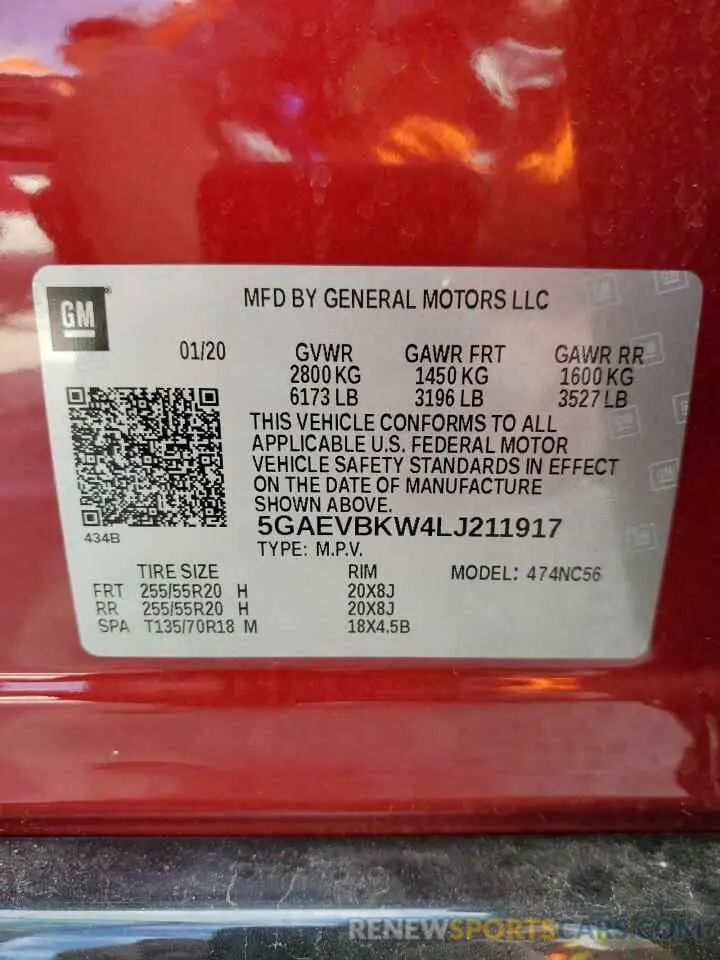 GM
MFD BY GENERAL MOTORS LLC
01/20 GVWR GAWR FRT GAWR RR
2800 KG 1450 KG 1600 KG
6173 LB 3196 LB 3527 LB
THIS VEHICLE CONFORMS TO ALL
APPLICABLE U.S. FEDERAL MOTOR
VEHICLE SAFETY STANDARDS IN EFFECT
ON THE DATE OF MANUFACTURE
SHOWN ABOVE.
434B
5GAEVBKW4LJ211917
TYPE: M.P.V.
TIRE SIZE RIM MODEL: 474NC56
FRT 255/55R20 H 20X8J
RR 255/55R20 H 20X8J
SPA T135/70R18 M 18X4.5B
RENEWSPORTSCARS.COM